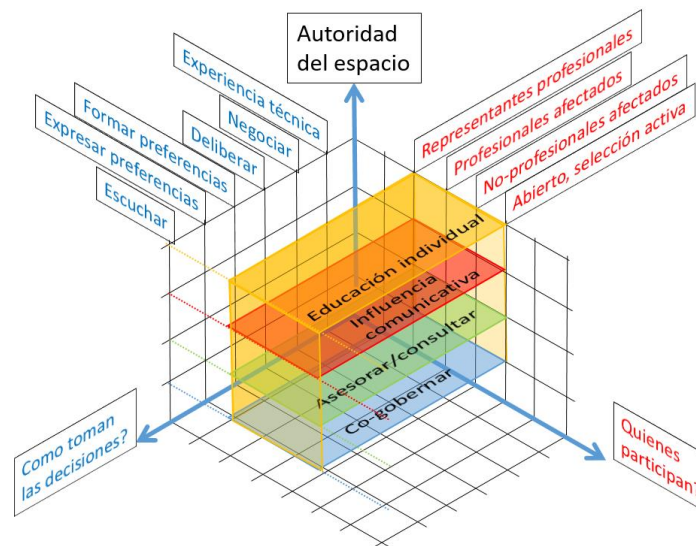 Autoridad
del espacio
Experiencia técnica
Negociar
Deliberar
Formar preferencias
Expresar preferencias
Escuchar
Representantes profesionales
Profesionales afectados
No-profesionales afectados
Abierto, selección activa
Educación individual
Influencia
comunicativa
Asesorar/consultar
Co-gobernar
Como toman
las decisiones?
Quienes
participan?